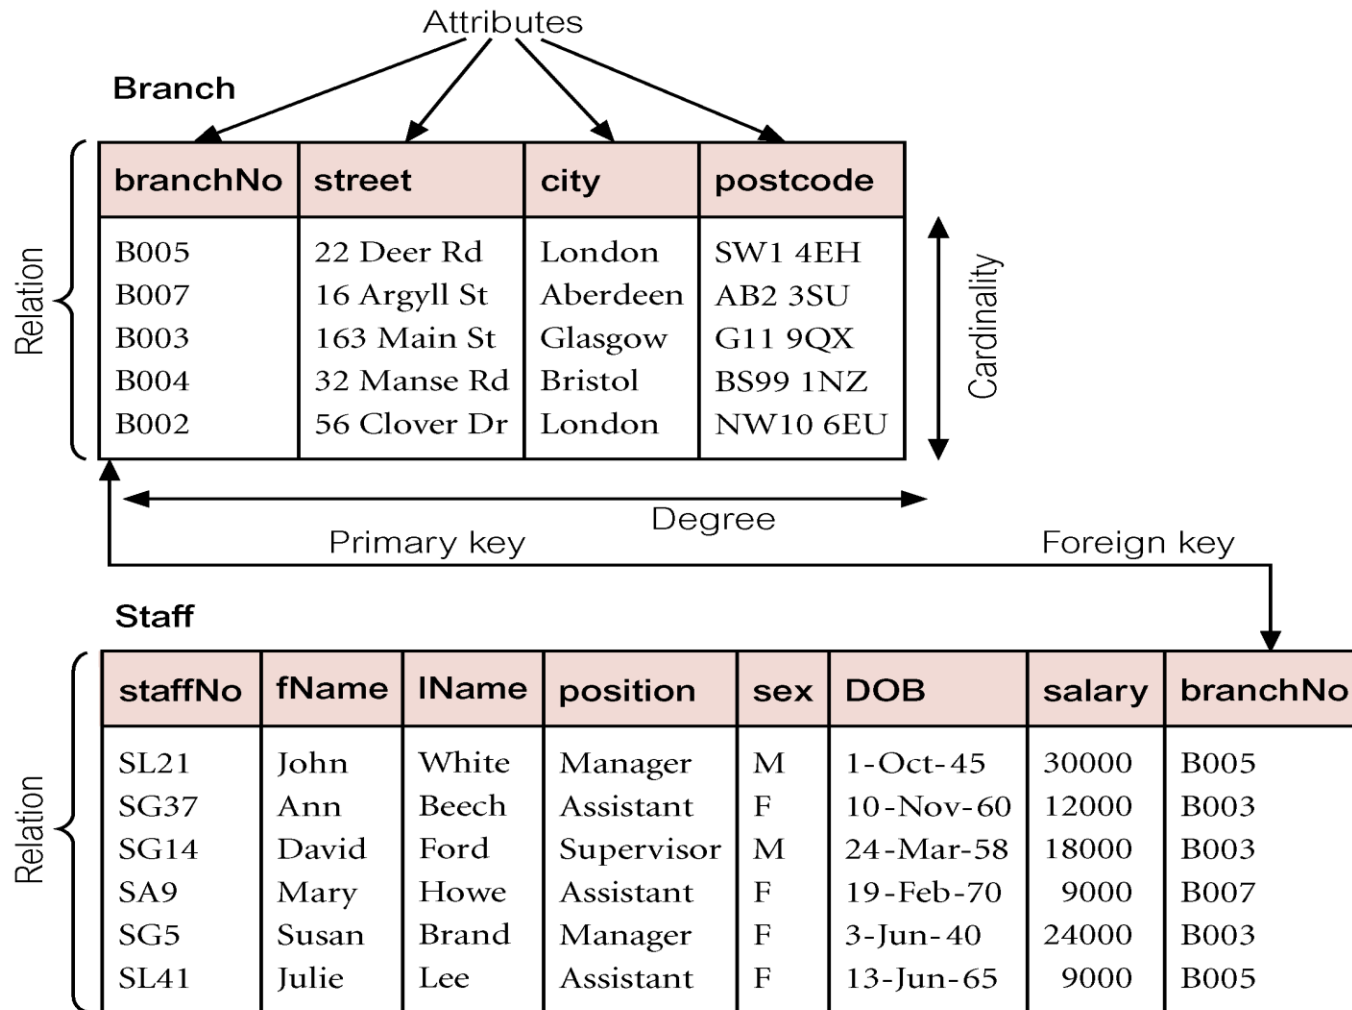 Attributes
Branch
branchNo street city postcode
B005 22 Deer Rd London SW1 4EH
B007 16 Argyll St Aberdeen AB2 3SU
B003 163 Main St Glasgow G11 9QX
B004 32 Manse Rd Bristol BS99 1NZ
B002 56 Clover Dr London NW10 6EU
Relation
Cardinality
Degree
Primary key Foreign key
Staff
staffNo fName lName position sex DOB salary branchNo
SL21 John White Manager M 1-Oct-45 30000 B005
SG37 Ann Beech Assistant F 10-Nov-60 12000 B003
SG14 David Ford Supervisor M 24-Mar-58 18000 B003
SA9 Mary Howe Assistant F 19-Feb-70 9000 B007
SG5 Susan Brand Manager F 3-Jun-40 24000 B003
SL41 Julie Lee Assistant F 13-Jun-65 9000 B005
Relation